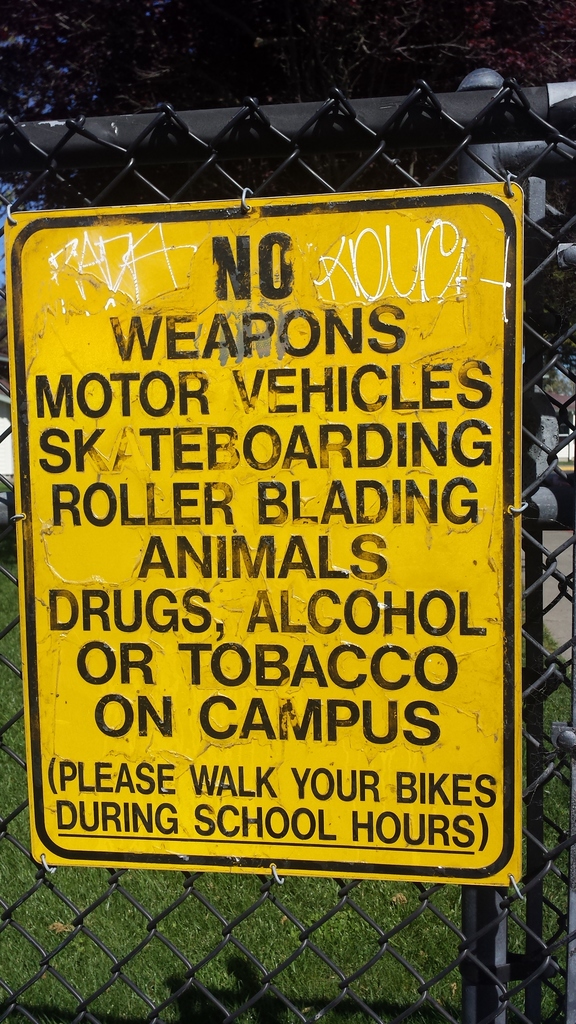 NO
WEAPONS
MOTOR VEHICLES
SKATEBOARDING
ROLLER BLADING
ANIMALS
DRUGS, ALCOHOL
OR TOBACCO
ON CAMPUS
(PLEASE WALK YOUR BIKES
DURING SCHOOL HOURS)